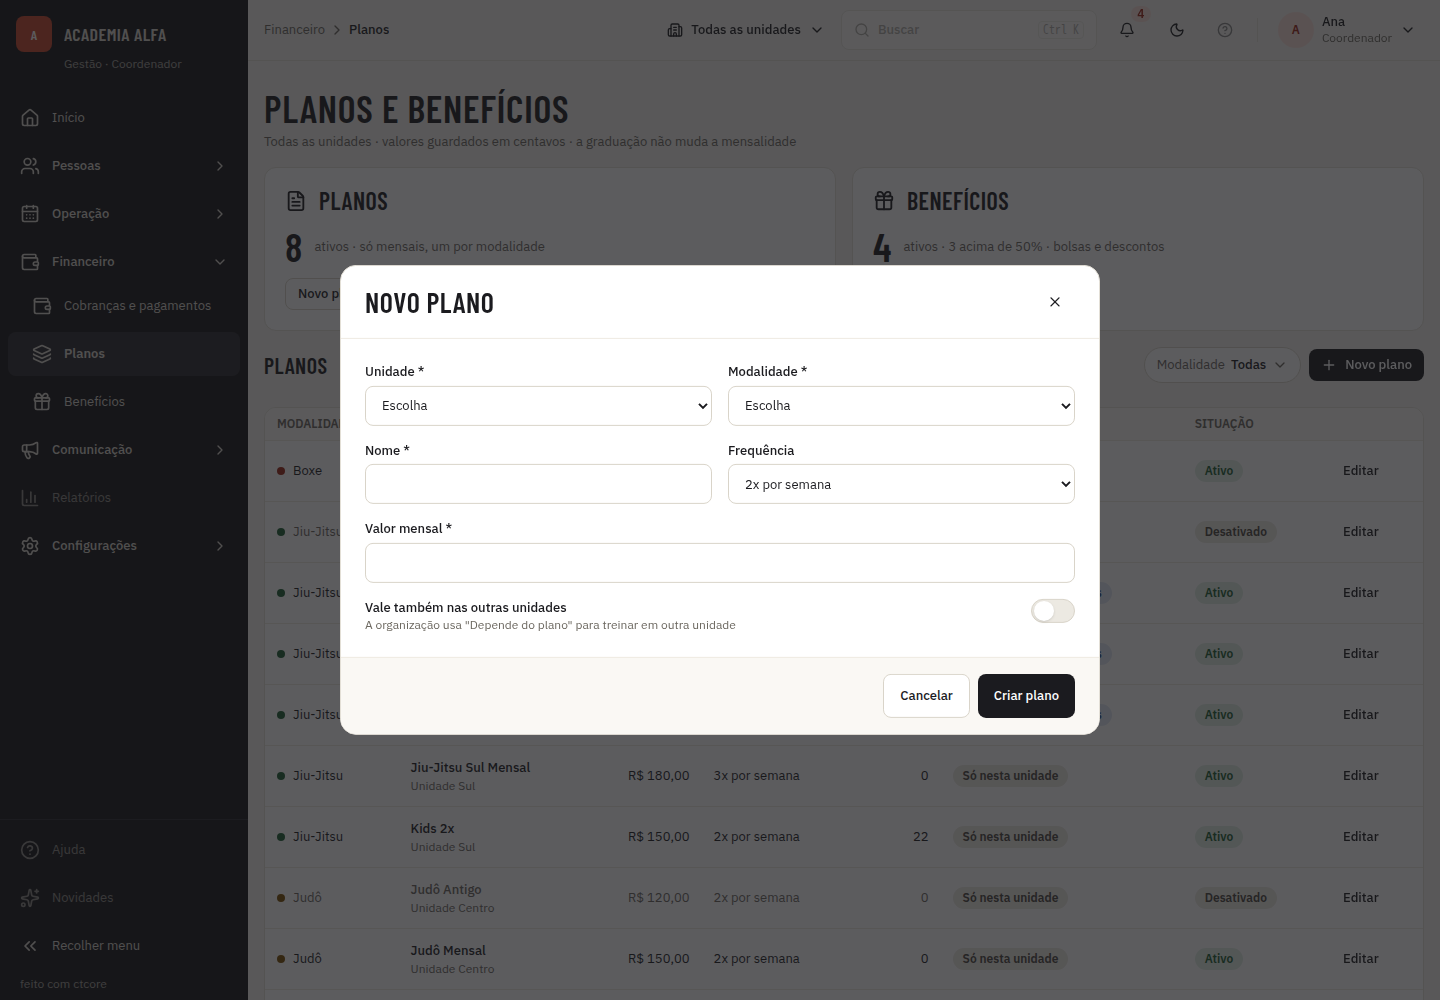 A
ACADEMIA ALFA
Gestão · Coordenador
Início
Pessoas
Operação
Financeiro
Cobranças e pagamentos
Planos
Benefícios
Comunicação
Relatórios
Configurações
Ajuda
Novidades
Recolher menu
feito com ctcore
Financeiro > Planos
Todas as unidades
Buscar
Ctrl K
4
A
Ana
Coordenador
PLANOS E BENEFÍCIOS
Todas as unidades · valores guardados em centavos · a graduação não muda a mensalidade
PLANOS
8 ativos · só mensais, um por modalidade
Novo p
BENEFÍCIOS
4 ativos · 3 acima de 50% · bolsas e descontos
NOVO PLANO
Unidade *
Escolha
Modalidade *
Escolha
Nome *
Frequência
2x por semana
Valor mensal *
Vale também nas outras unidades
A organização usa "Depende do plano" para treinar em outra unidade
Cancelar
Criar plano
PLANOS
Modalidade Todas
Novo plano
MODALIDA
SITUAÇÃO
Boxe
Ativo
Editar
Jiu-Jitsu
Desativado
Editar
Jiu-Jitsu
s
Ativo
Editar
Jiu-Jitsu
s
Ativo
Editar
Jiu-Jitsu
s
Ativo
Editar
Jiu-Jitsu
Jiu-Jitsu Sul Mensal
Unidade Sul
R$ 180,00
3x por semana
0
Só nesta unidade
Ativo
Editar
Jiu-Jitsu
Kids 2x
Unidade Sul
R$ 150,00
2x por semana
22
Só nesta unidade
Ativo
Editar
Judô
Judô Antigo
Unidade Centro
R$ 120,00
2x por semana
0
Só nesta unidade
Desativado
Editar
Judô
Judô Mensal
Unidade Centro
R$ 150,00
2x por semana
0
Só nesta unidade
Ativo
Editar